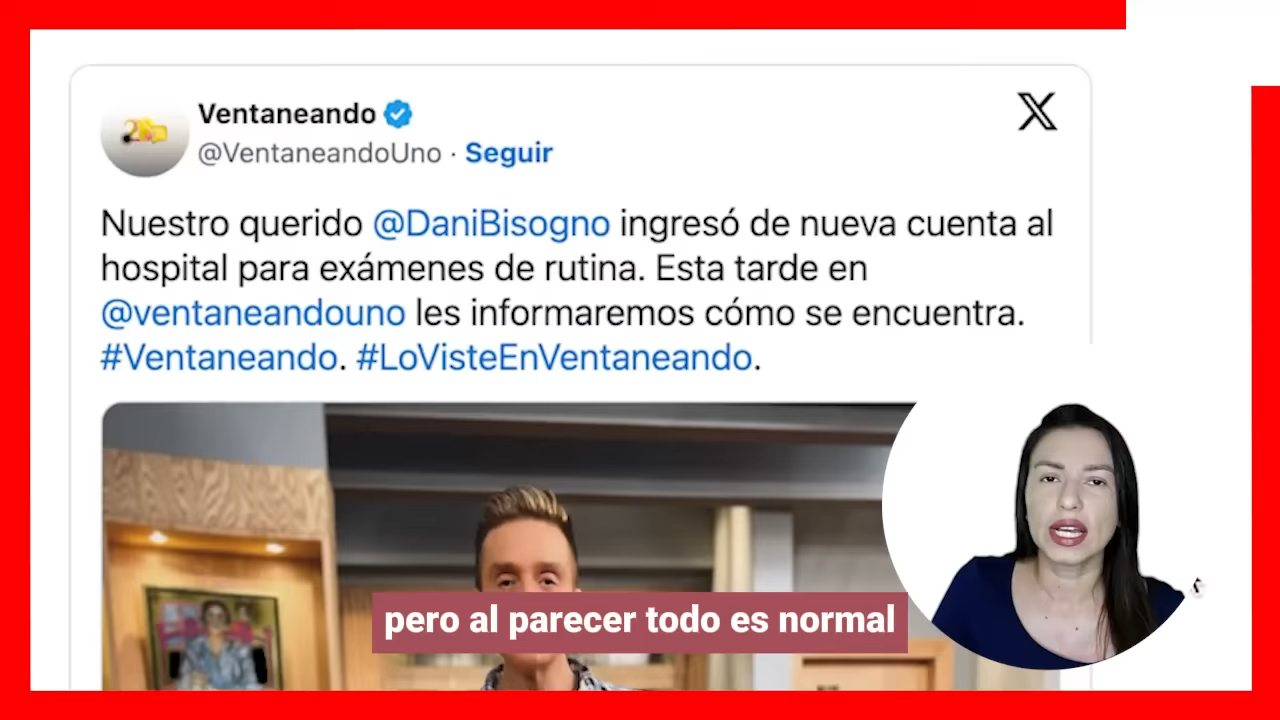 Ventaneando
@VentaneandoUno · Seguir
Nuestro querido @DaniBisogno ingresó de nueva cuenta al
hospital para exámenes de rutina. Esta tarde en
@ventaneandouno les informaremos cómo se encuentra.
#Ventaneando. #LoVisteEnVentaneando.
pero al parecer todo es normal